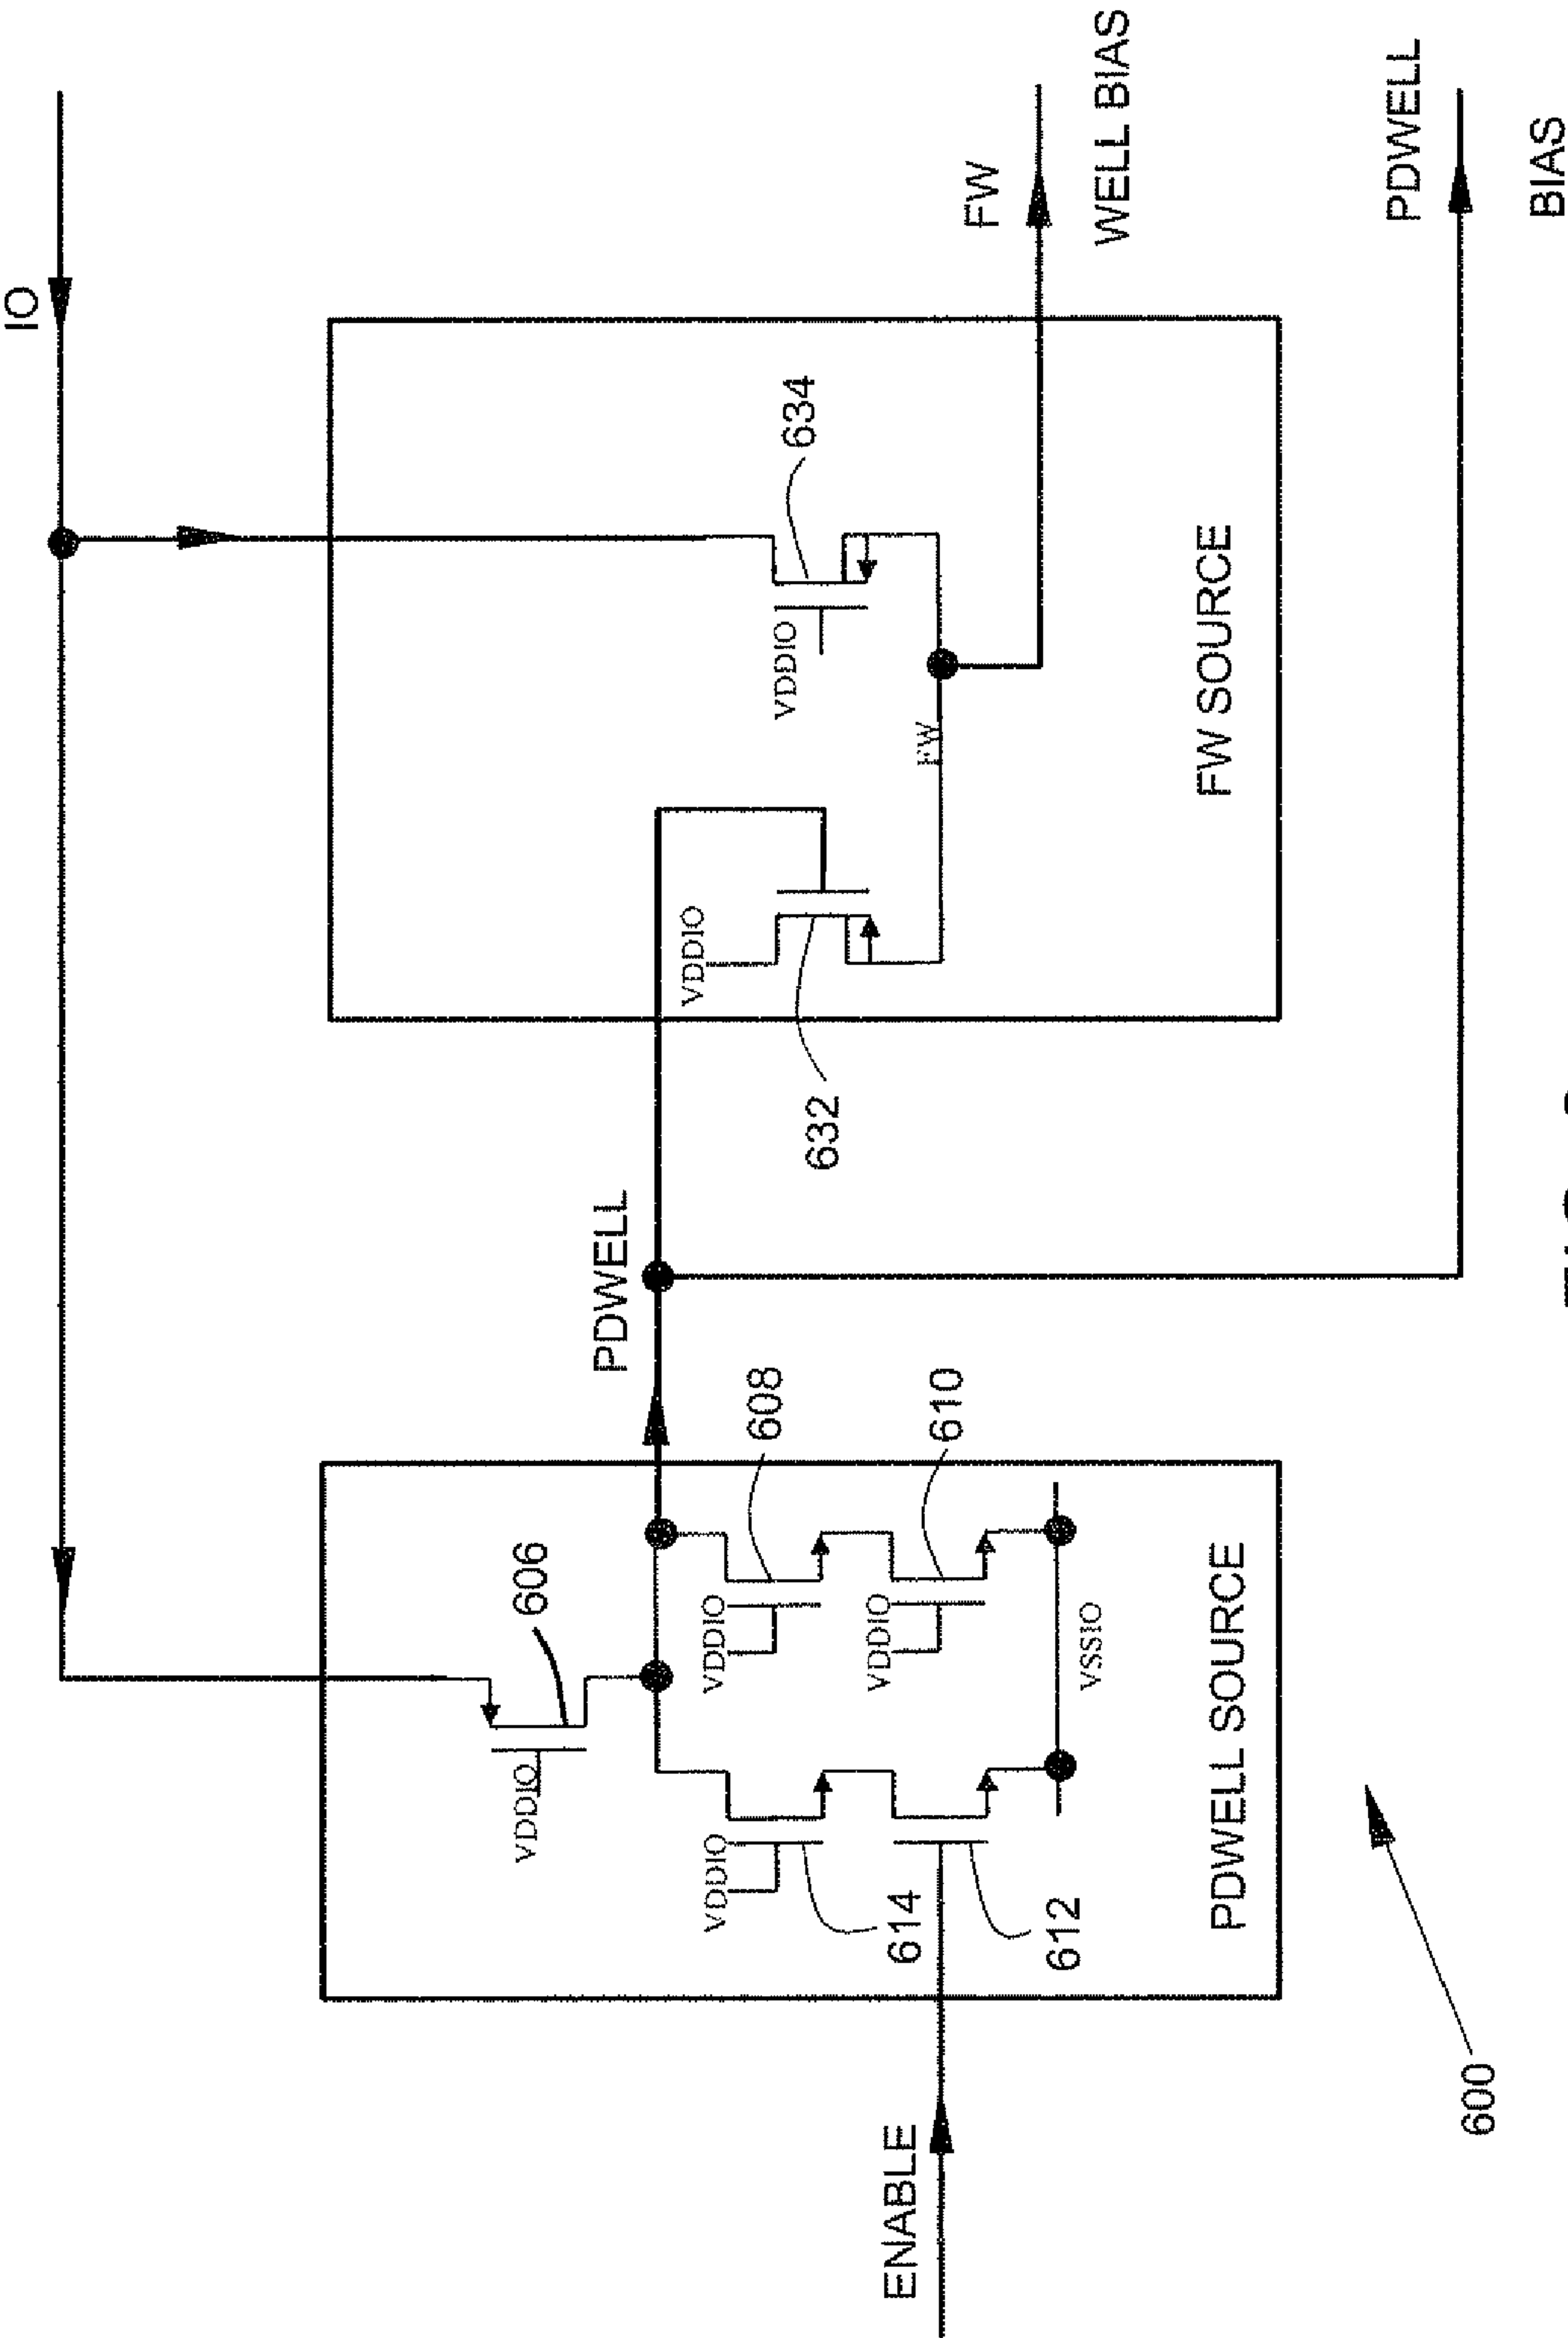 IO
VDDIO
606
PDWELL
VDDIO
VDDIO
VDDIO
608
VDDIO
634
632
VDDIO
614
610
ENABLE
FW
FW
612
VSSIO
WELL BIAS
PDWELL SOURCE
FW SOURCE
PDWELL
600
BIAS